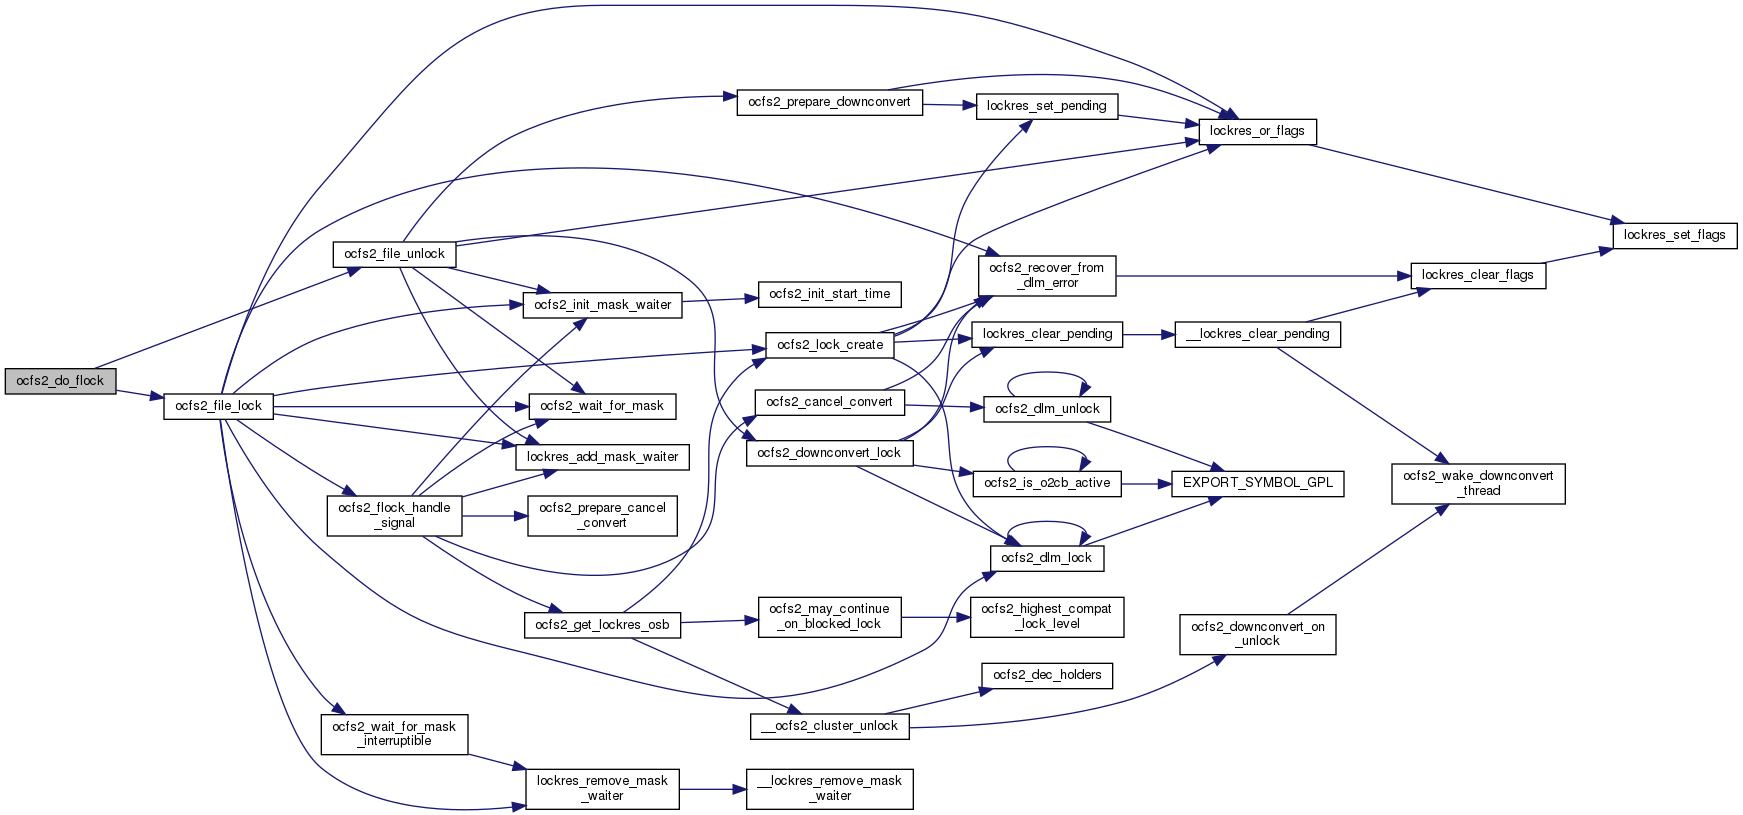 ocfs2_do_flock
ocfs2_file_unlock
ocfs2_file_lock
ocfs2_flock_handle
_signal
ocfs2_wait_for_mask
_interruptible
ocfs2_init_mask_waiter
ocfs2_wait_for_mask
lockres_add_mask_waiter
ocfs2_prepare_cancel
_convert
ocfs2_get_lockres_osb
lockres_remove_mask
_waiter
ocfs2_prepare_downconvert
ocfs2_init_start_time
ocfs2_lock_create
ocfs2_cancel_convert
ocfs2_downconvert_lock
ocfs2_may_continue
_on_blocked_lock
__ocfs2_cluster_unlock
__lockres_remove_mask
_waiter
lockres_set_pending
ocfs2_recover_from
_dlm_error
lockres_clear_pending
ocfs2_dlm_unlock
ocfs2_is_o2cb_active
ocfs2_dlm_lock
ocfs2_highest_compat
_lock_level
ocfs2_dec_holders
lockres_or_flags
__lockres_clear_pending
EXPORT_SYMBOL_GPL
ocfs2_downconvert_on
_unlock
lockres_clear_flags
ocfs2_wake_downconvert
_thread
lockres_set_flags